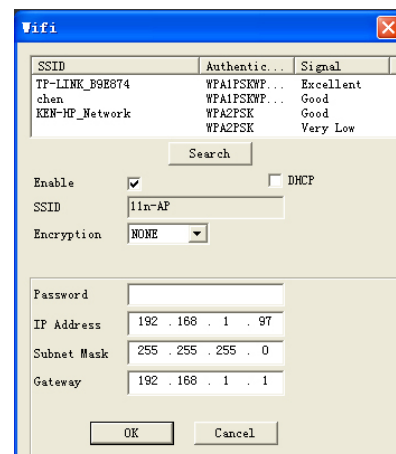 Wifi
SSID Authentic... Signal
TP-LINK_B9E874 WPA1PSKWP... Excellent
chen WPA1PSKWP... Good
KEN-HP_Network WPA2PSK Good
WPA2PSK Very Low
Search
Enable DHCP
SSID 11n-AP
Encryption NONE
Password
IP Address 192 . 168 . 1 . 97
Subnet Mask 255 . 255 . 255 . 0
Gateway 192 . 168 . 1 . 1
OK Cancel